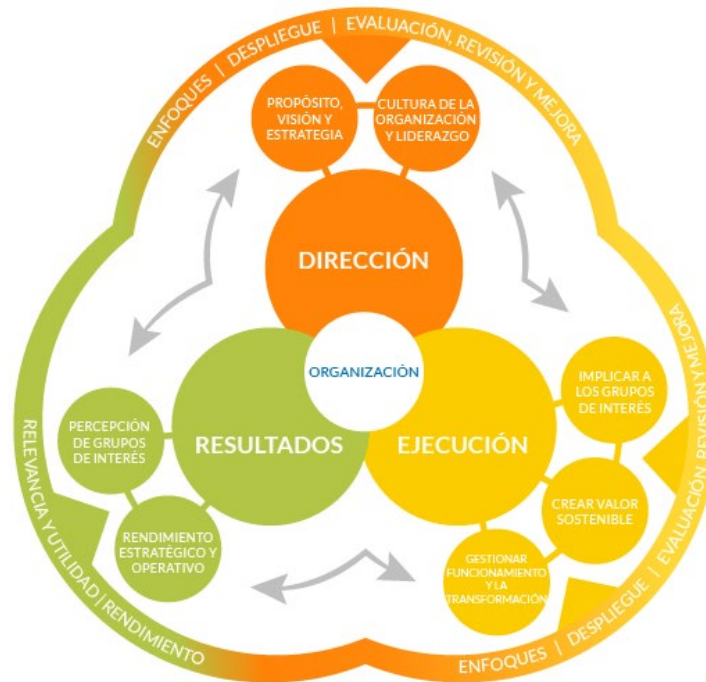 ENFOQUES | DESPLIEGUE | EVALUACIÓN, REVISIÓN Y MEJORA
PROPÓSITO,
VISIÓN Y
ESTRATEGIA
CULTURA DE LA
ORGANIZACIÓN
Y LIDERAZGO
DIRECCIÓN
ORGANIZACIÓN
RESULTADOS
EJECUCIÓN
PERCEPCIÓN
DE GRUPOS
DE INTERÉS
RENDIMIENTO
ESTRATÉGICO Y
OPERATIVO
IMPLICAR A
LOS GRUPOS
DE INTERÉS
CREAR VALOR
SOSTENIBLE
GESTIONAR
FUNCIONAMIENTO
Y LA
TRANSFORMACIÓN
RELEVANCIA Y UTILIDAD | RENDIMIENTO
ENFOQUES | DESPLIEGUE | EVALUACIÓN, REVISIÓN Y MEJORA